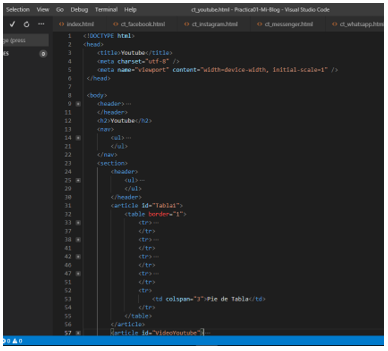 Selection View Go Debug Terminal Help ct_youtube.html - Practica01-Mi-Blog - Visual Studio Code
index.html ct_facebook.html ct_instagram.html ct_messenger.html ct_whatsapp.html
1 <!DOCTYPE html>
2 <head>
3 <title>Youtube</title>
4 <meta charset="utf-8" />
5 <meta name="viewport" content="width=device-width, initial-scale=1" />
6 </head>
7
8 <body>
9 <header>
11 </header>
12 <h2>Youtube</h2>
13 <nav>
14 <ul>
21 </ul>
22 </nav>
23 <section>
24 <header>
25 <ul>
29 </ul>
30 </header>
31 <article id="Tabla1">
32 <table border="1">
33 <tr>
37 </tr>
38 <tr>
41 </tr>
42 <tr>
46 </tr>
47 <tr>
51 </tr>
52 <tr>
53 <td colspan="3">Pie de Tabla</td>
54 </tr>
55 </table>
56 </article>
57 <article id="VideoYoutube">
0 0